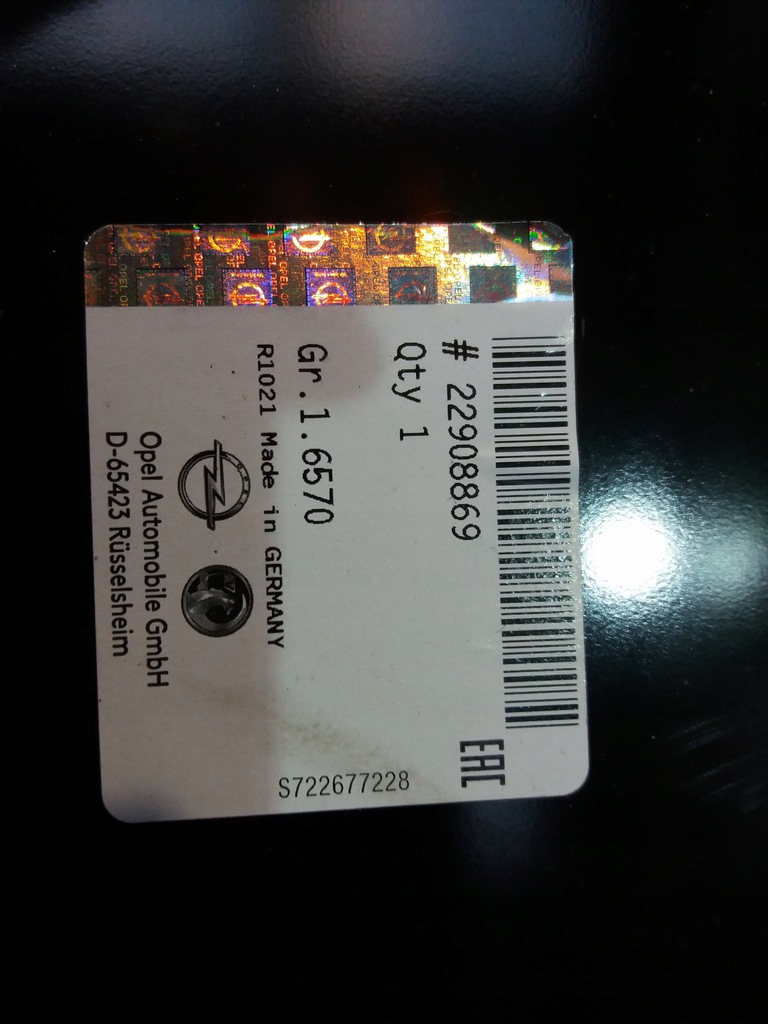 # 22908869
Qty 1
EAC
Gr.1.6570
R1021 Made in GERMANY
Opel Automobile GmbH
D-65423 Rüsselsheim
S722677228